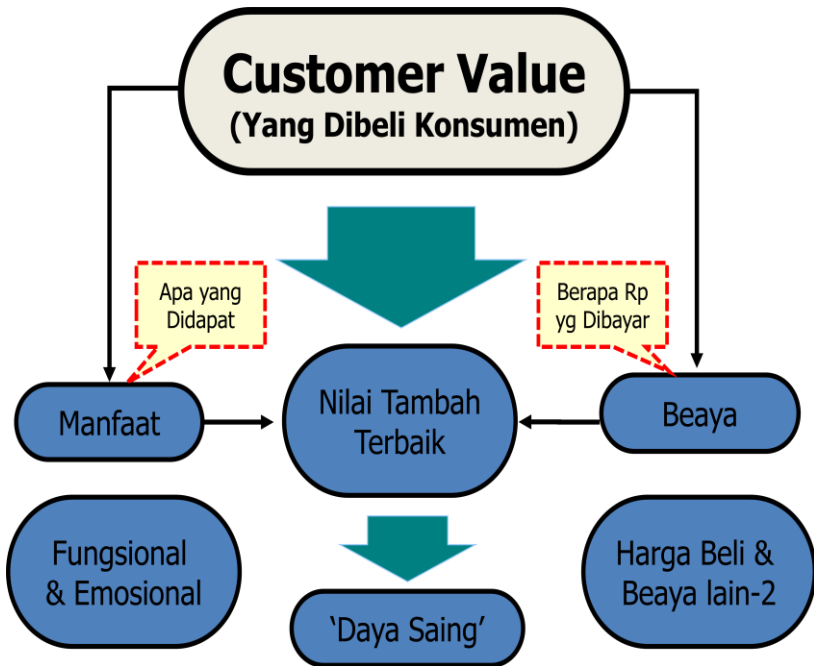 Customer Value
(Yang Dibeli Konsumen)
Apa yang
Didapat
Berapa Rp
yg Dibayar
Manfaat
Nilai Tambah
Terbaik
Beaya
Fungsional
& Emosional
Harga Beli &
Beaya lain-2
‘Daya Saing’